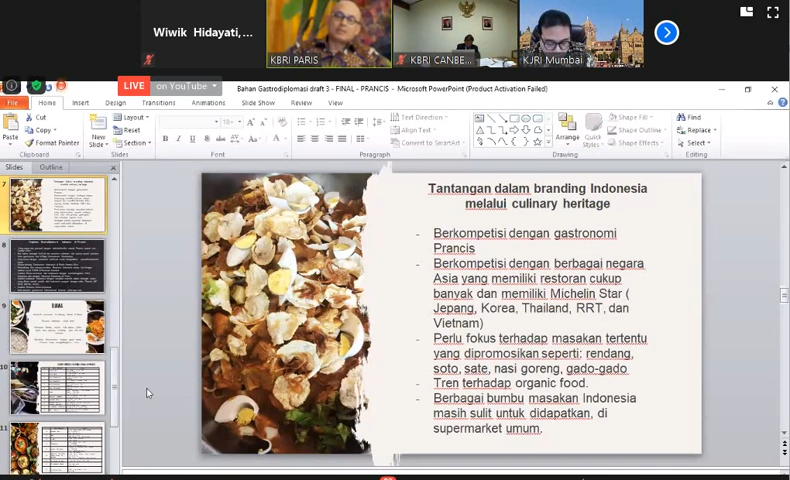 Wiwik Hidayati,...
KBRI PARIS
KBRI CANBE...
KJRI Mumbai
LIVE
on YouTube
Bahan Gastrodiplomasi draft 3 - FINAL - PRANCIS - Microsoft PowerPoint (Product Activation Failed)
File
Home
Insert
Design
Transitions
Animations
Slide Show
Review
View
Paste
Cut
Copy
Format Painter
Clipboard
New
Slide
Layout
Reset
Section
Slides
Font
Text Direction
Align Text
Convert to SmartArt
Paragraph
Arrange
Quick
Styles
Shape Fill
Shape Outline
Shape Effects
Drawing
Find
Replace
Select
Editing
Slides
Outline
7
8
9
10
11
Tantangan dalam branding Indonesia
melalui culinary heritage
- Berkompetisi dengan gastronomi
Prancis
- Berkompetisi dengan berbagai negara
Asia yang memiliki restoran cukup
banyak dan memiliki Michelin Star (
Jepang, Korea, Thailand, RRT, dan
Vietnam)
- Perlu fokus terhadap masakan tertentu
yang dipromosikan seperti: rendang,
soto, sate, nasi goreng, gado-gado
- Tren terhadap organic food.
- Berbagai bumbu masakan Indonesia
masih sulit untuk didapatkan, di
supermarket umum.